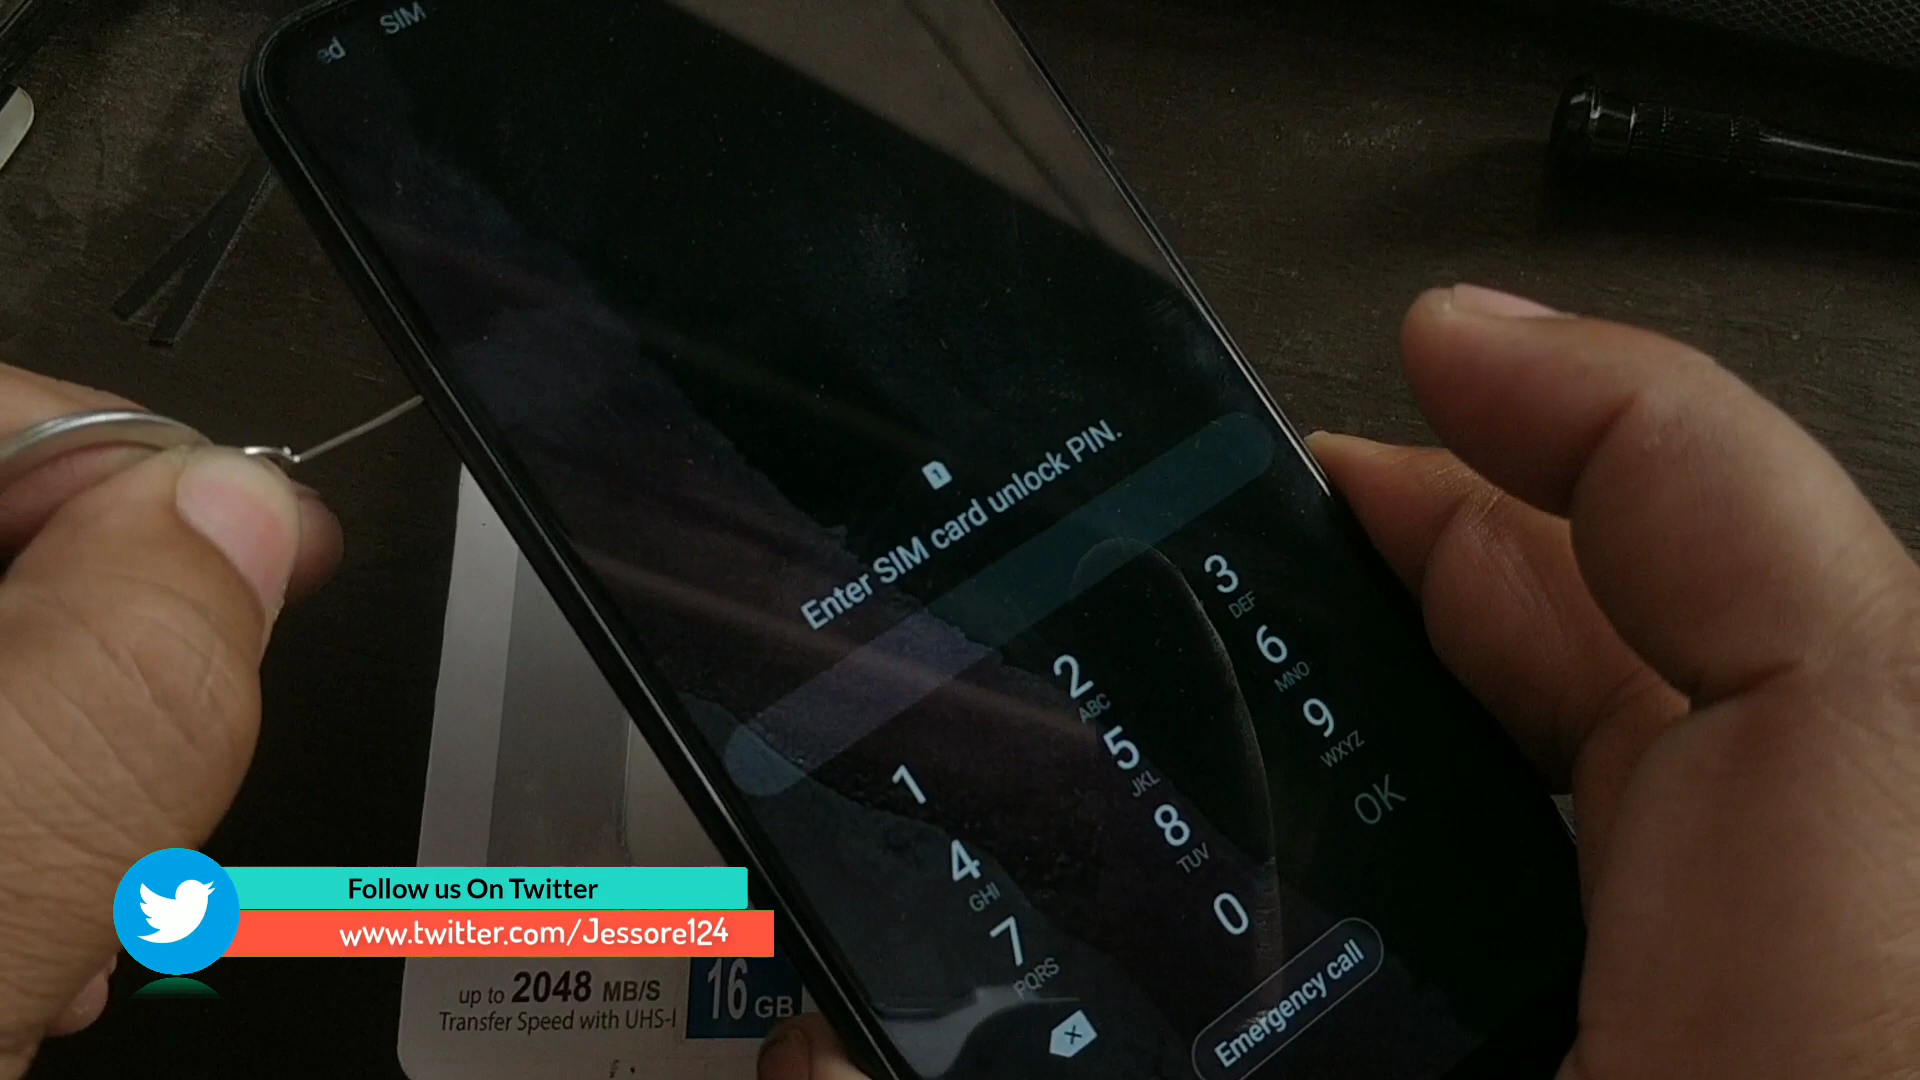 ed SIM
1
Enter SIM card unlock PIN.
1 2 ABC 3 DEF
4 GHI 5 JKL 6 MNO
7 PQRS 8 TUV 9 WXYZ
0 OK
Emergency call
Follow us On Twitter
www.twitter.com/Jessore124
up to 2048 MB/S
Transfer Speed with UHS-I
16 GB